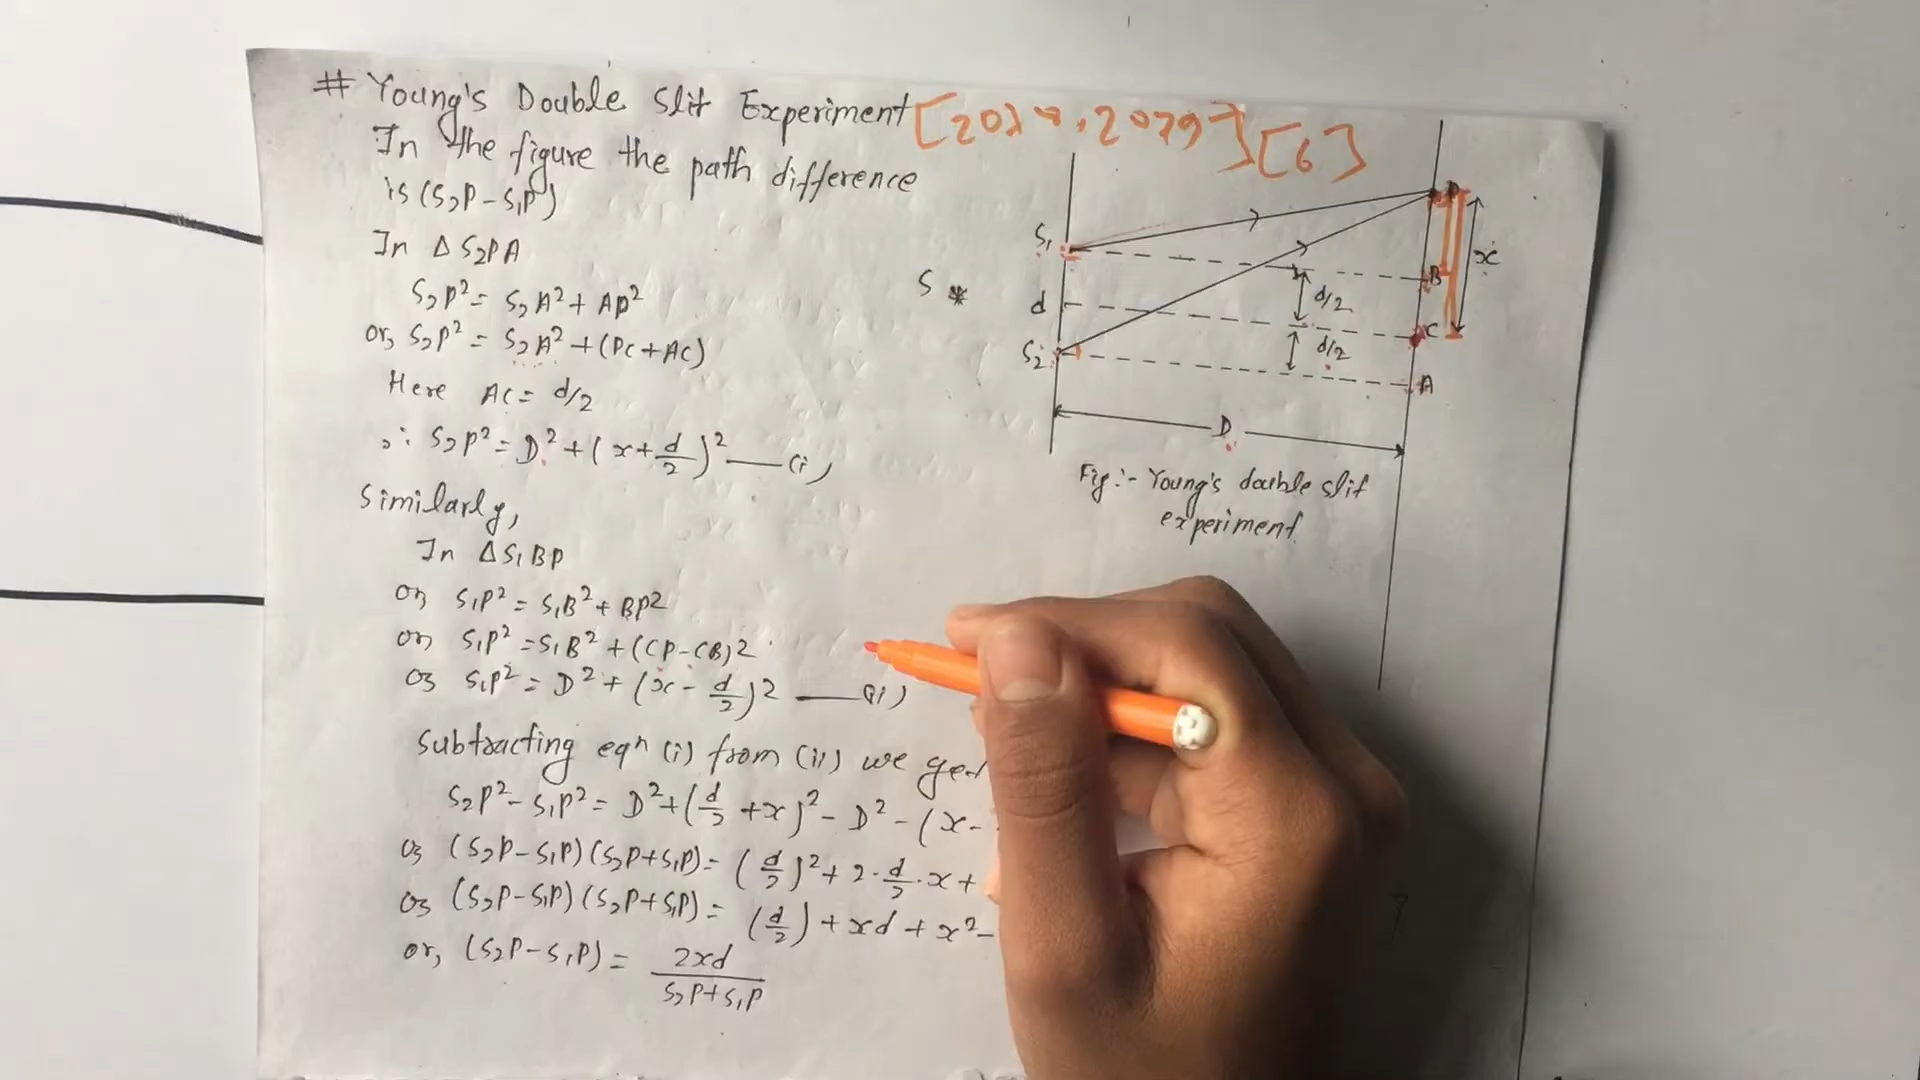 # Young's Double Slit Experiment [2078, 2079] [6]
In the figure the path difference
is (S₂P - S₁P)
In Δ S₂PA
S₂P² = S₂A² + AP²
or, S₂P² = S₂A² + (PC + AC)
Here AC = d/2
∴ S₂P² = D² + (x + d/2)² —— (i)
Similarly,
In ΔS₁BP
or S₁P² = S₁B² + BP²
or S₁P² = S₁B² + (CP - CB)2
or S₁P² = D² + (x - d/2)2 —— (ii)
Subtracting eqⁿ (i) from (ii) we get
S₂P² - S₁P² = D² + (d/2 + x)² - D² - (x -
or (S₂P - S₁P) (S₂P + S₁P) = (d/2)² + 2 · d/2 · x +
or (S₂P - S₁P) (S₂P + S₁P) = (d/2) + xd + x² -
or, (S₂P - S₁P) = 2xd / S₂P + S₁P
P
S₁
x
B
S
d/2
d
C
S₂
d/2
A
D
Fig:- Young's double slit
experiment.